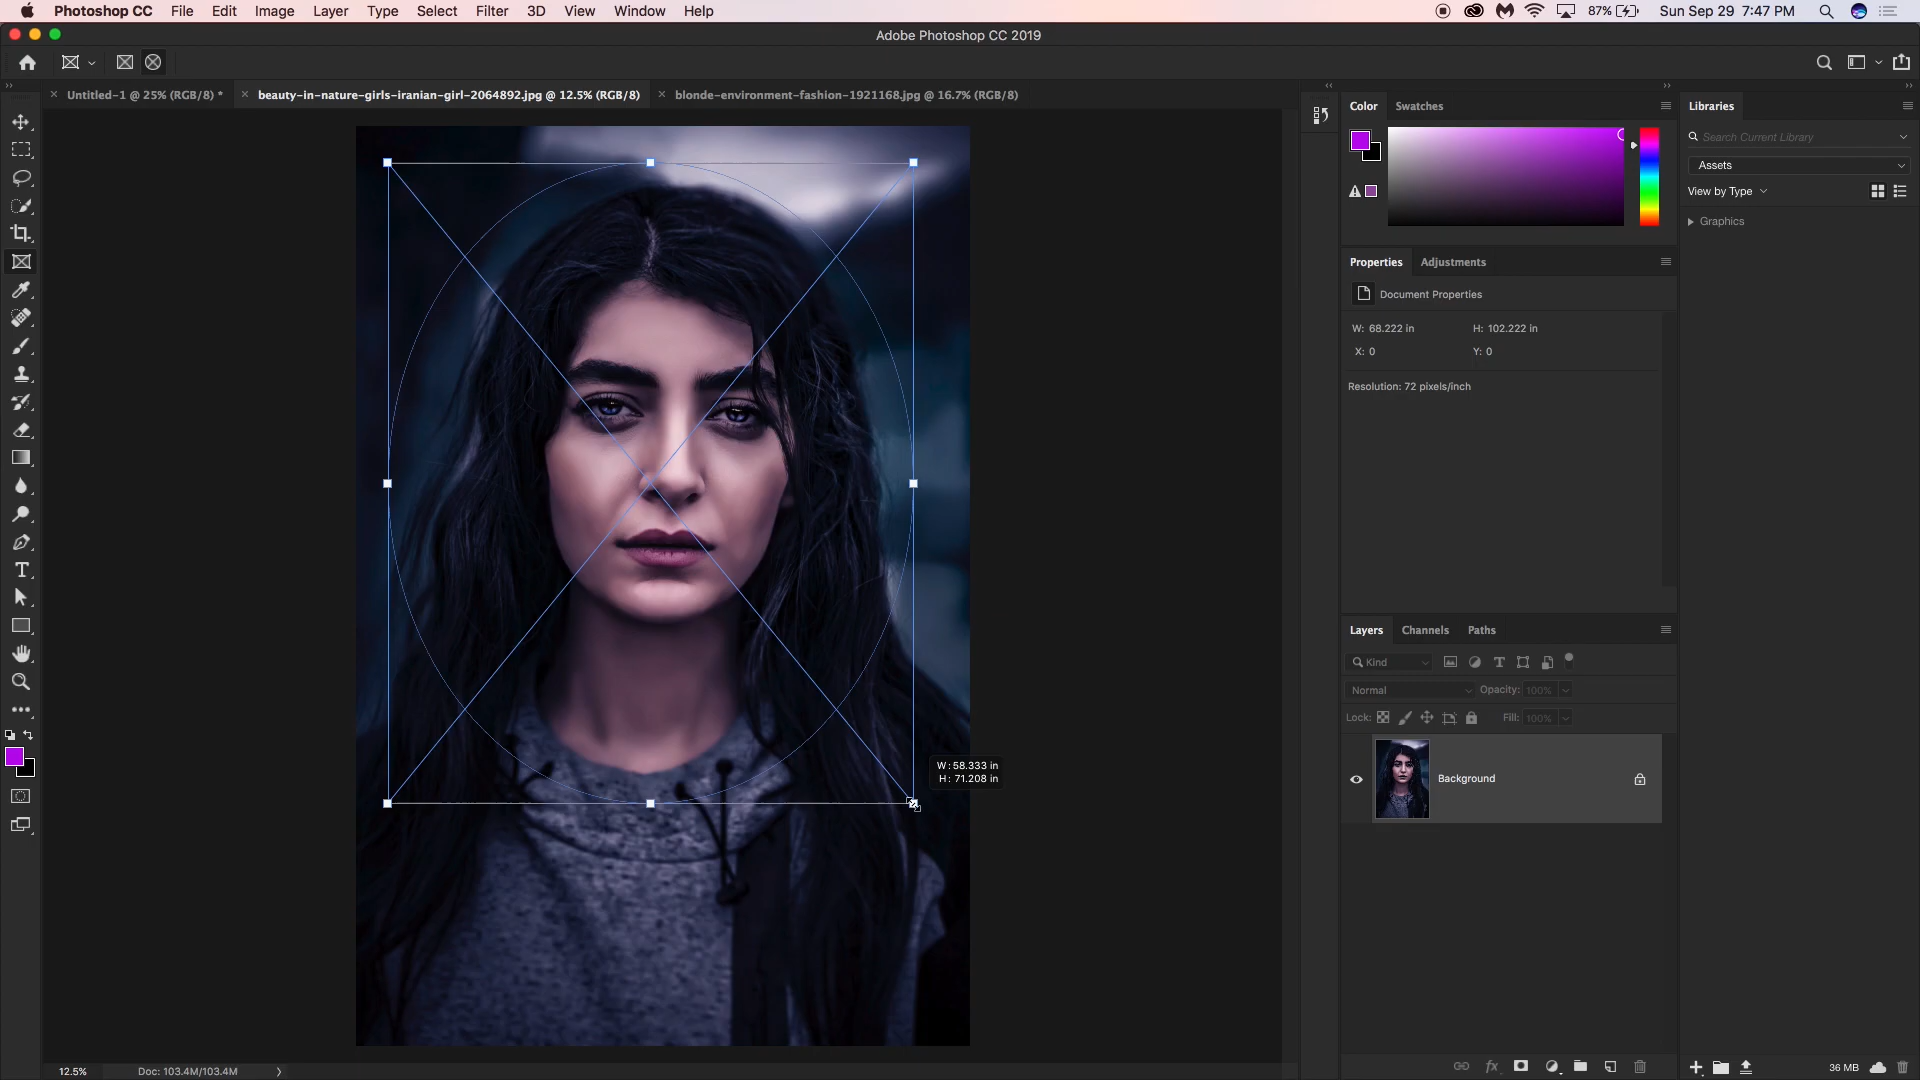 Photoshop CC File Edit Image Layer Type Select Filter 3D View Window Help 87% Sun Sep 29 7:47 PM
Adobe Photoshop CC 2019
Untitled-1 @ 25% (RGB/8) * beauty-in-nature-girls-iranian-girl-2064892.jpg @ 12.5% (RGB/8) blonde-environment-fashion-1921168.jpg @ 16.7% (RGB/8)
Color Swatches
Libraries
Search Current Library
Assets
View by Type
Graphics
Properties Adjustments
Document Properties
W: 68.222 in H: 102.222 in
X: 0 Y: 0
Resolution: 72 pixels/inch
Layers Channels Paths
Kind
Normal Opacity: 100%
Lock: Fill: 100%
Background
W: 58.333 in
H: 71.208 in
12.5% Doc: 103.4M/103.4M
36 MB